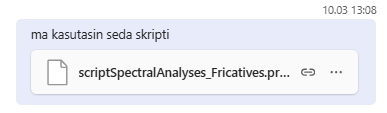 10.03 13:08
ma kasutasin seda skripti
scriptSpectralAnalyses_Fricatives.pr...